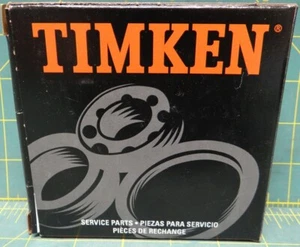 TIMKEN®
SERVICE PARTS • PIEZAS PARA SERVICIO
PIÈCES DE RECHANGE